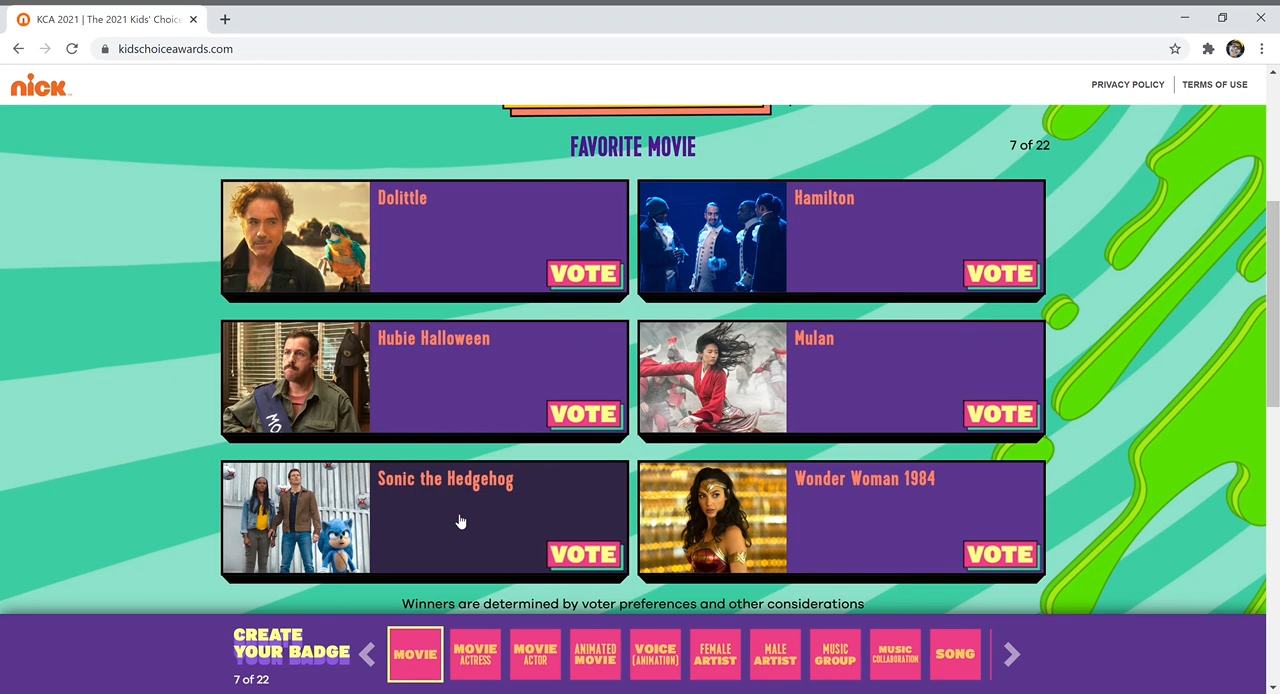 KCA 2021 | The 2021 Kids' Choice
kidschoiceawards.com
nick
PRIVACY POLICY
TERMS OF USE
FAVORITE MOVIE
7 of 22
Dolittle
VOTE
Hamilton
VOTE
Hubie Halloween
VOTE
Mulan
VOTE
Sonic the Hedgehog
VOTE
Wonder Woman 1984
VOTE
Winners are determined by voter preferences and other considerations
CREATE
YOUR BADGE
7 of 22
MOVIE
MOVIE
ACTRESS
MOVIE
ACTOR
ANIMATED
MOVIE
VOICE
(ANIMATION)
FEMALE
ARTIST
MALE
ARTIST
MUSIC
GROUP
MUSIC
COLLABORATION
SONG